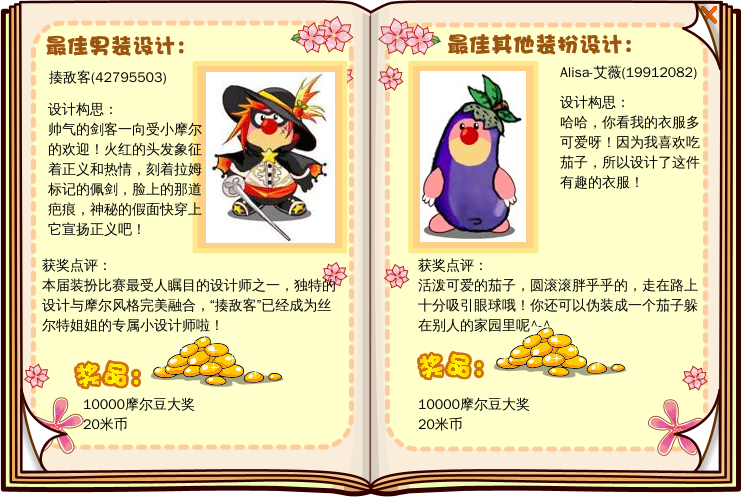 最佳男装设计：
揍敌客(42795503)
设计构思：
帅气的剑客一向受小摩尔
的欢迎！火红的头发象征
着正义和热情，刻着拉姆
标记的佩剑，脸上的那道
疤痕，神秘的假面快穿上
它宣扬正义吧！
获奖点评：
本届装扮比赛最受人瞩目的设计师之一，独特的
设计与摩尔风格完美融合，“揍敌客”已经成为丝
尔特姐姐的专属小设计师啦！
奖品：
10000摩尔豆大奖
20米币
最佳其他装扮设计：
Alisa-艾薇(19912082)
设计构思：
哈哈，你看我的衣服多
可爱呀！因为我喜欢吃
茄子，所以设计了这件
有趣的衣服！
获奖点评：
活泼可爱的茄子，圆滚滚胖乎乎的，走在路上
十分吸引眼球哦！你还可以伪装成一个茄子躲
在别人的家园里呢^-^
奖品：
10000摩尔豆大奖
20米币